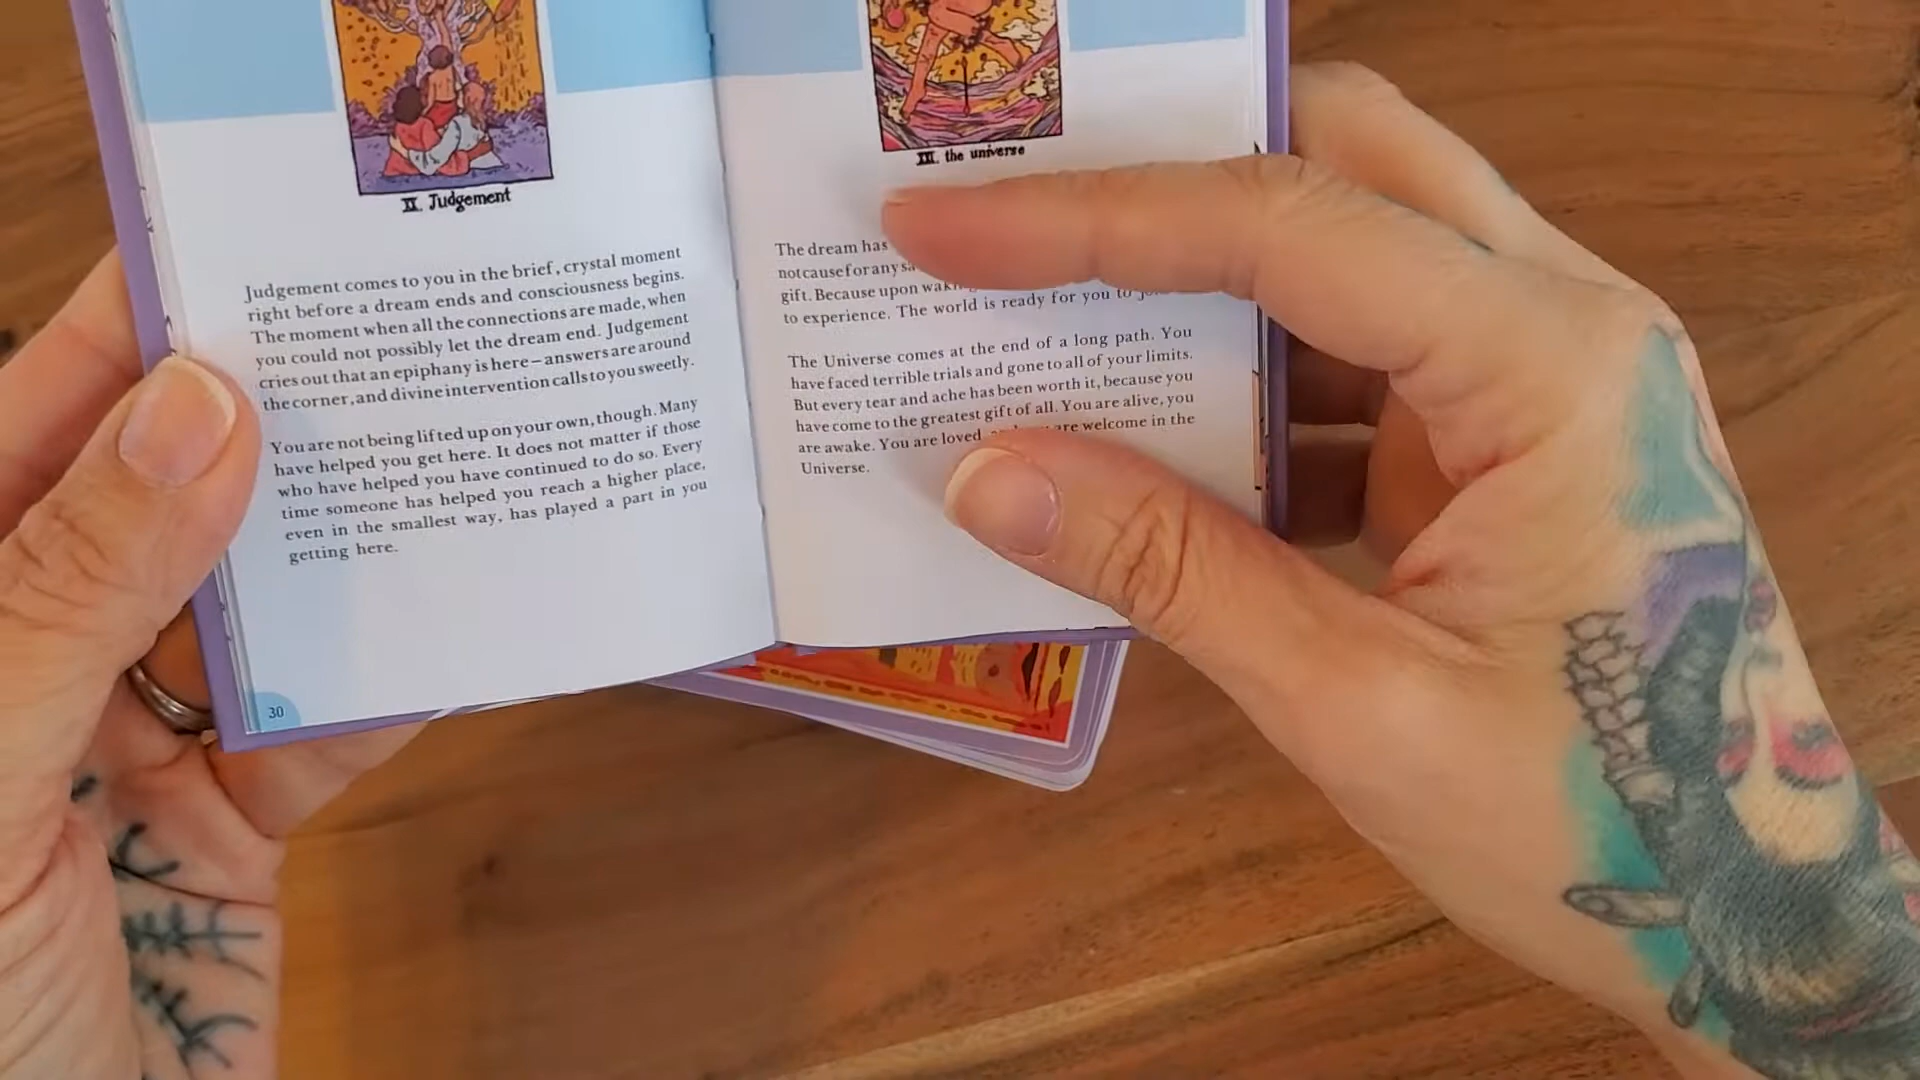 XX. Judgement
Judgement comes to you in the brief, crystal moment
right before a dream ends and consciousness begins.
The moment when all the connections are made, when
you could not possibly let the dream end. Judgement
cries out that an epiphany is here – answers are around
the corner, and divine intervention calls to you sweetly.
You are not being lifted up on your own, though. Many
have helped you get here. It does not matter if those
who have helped you have continued to do so. Every
time someone has helped you reach a higher place,
even in the smallest way, has played a part in you
getting here.
30
XXI. the universe
The dream has
not cause for any
gift. Because upon
to experience. The world is ready for you to
The Universe comes at the end of a long path. You
have faced terrible trials and gone to all of your limits.
But every tear and ache has been worth it, because you
have come to the greatest gift of all. You are alive, you
are awake. You are loved are welcome in the
Universe.